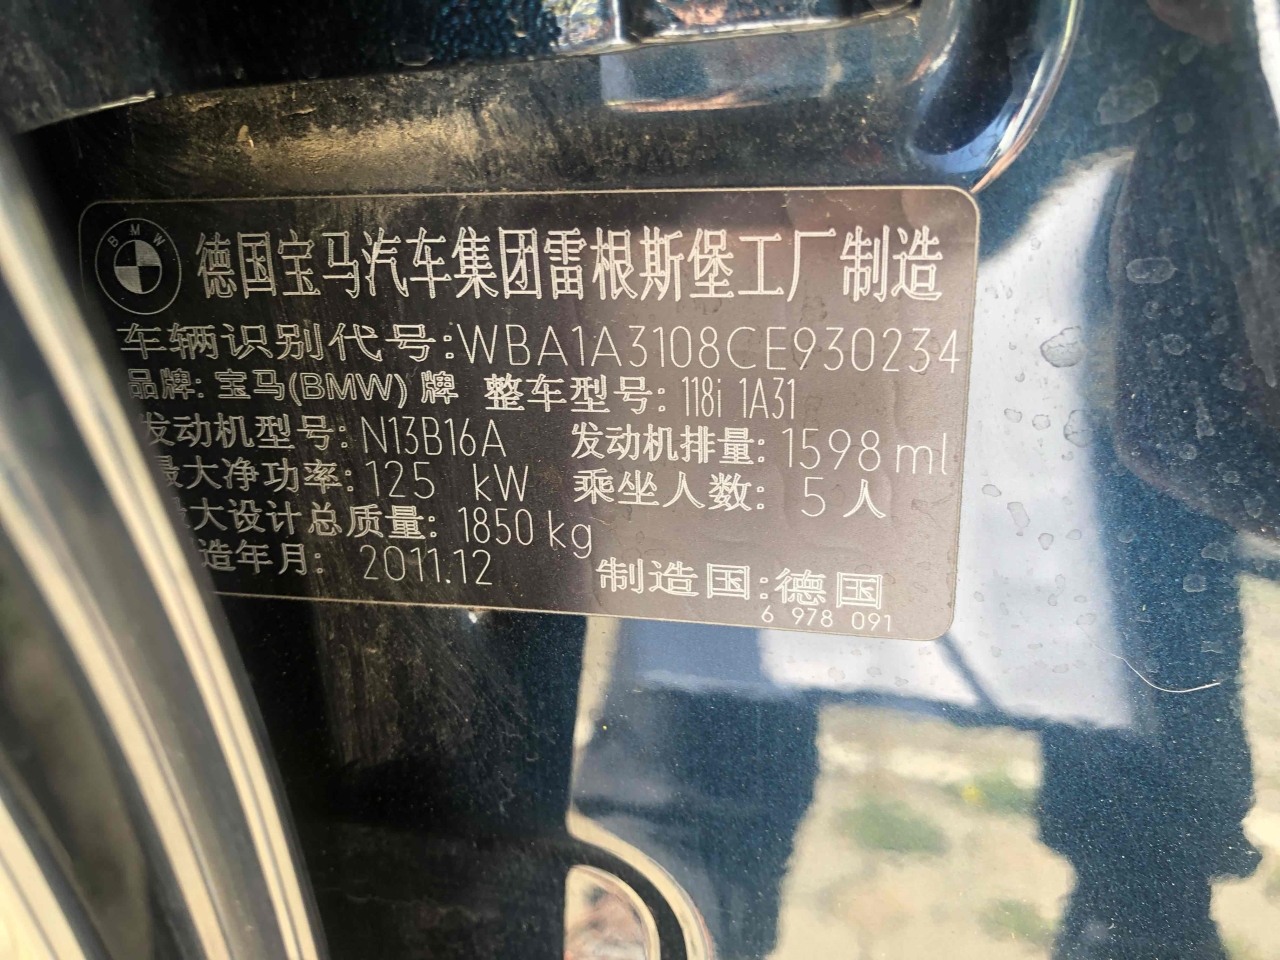 BMW
德国宝马汽车集团雷根斯堡工厂制造
车辆识别代号:WBA1A3108CE930234
品牌: 宝马(BMW) 牌 整车型号: 118i 1A31
发动机型号: N13B16A 发动机排量: 1598 ml
最大净功率: 125 kW 乘坐人数: 5 人
最大设计总质量: 1850 kg
造年月: 2011.12 制造国: 德国
6 978 091